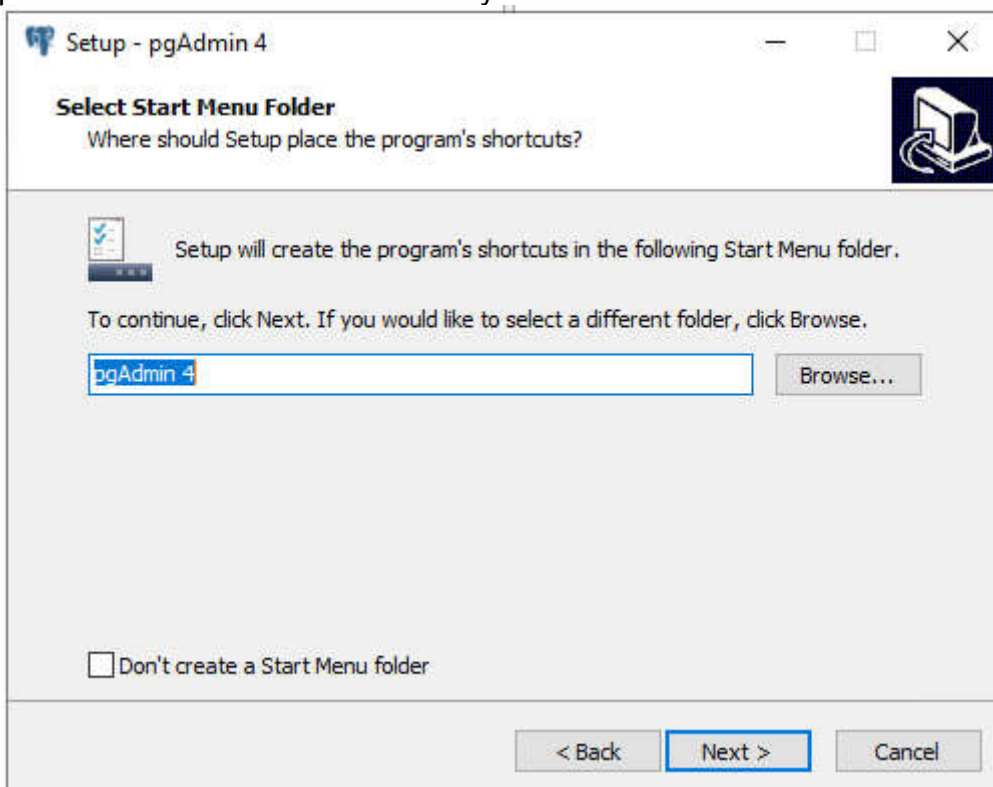 Setup - pgAdmin 4
Select Start Menu Folder
Where should Setup place the program's shortcuts?
Setup will create the program's shortcuts in the following Start Menu folder.
To continue, click Next. If you would like to select a different folder, click Browse.
pgAdmin 4
Browse...
Don't create a Start Menu folder
< Back
Next >
Cancel